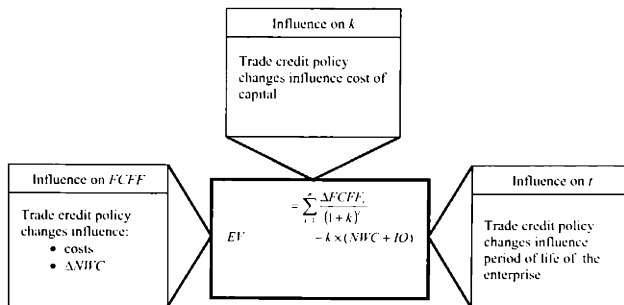 Influence on k
Trade credit policy
changes influence cost of
capital
Influence on FCFF
Trade credit policy
changes influence:
• costs
• ΔNWC
= \sum_{t=1}^{n} \frac{ΔFCFF_t}{(1+k)^t}
EV
− k × (NWC + IO)
Influence on t
Trade credit policy
changes influence
period of life of the
enterprise